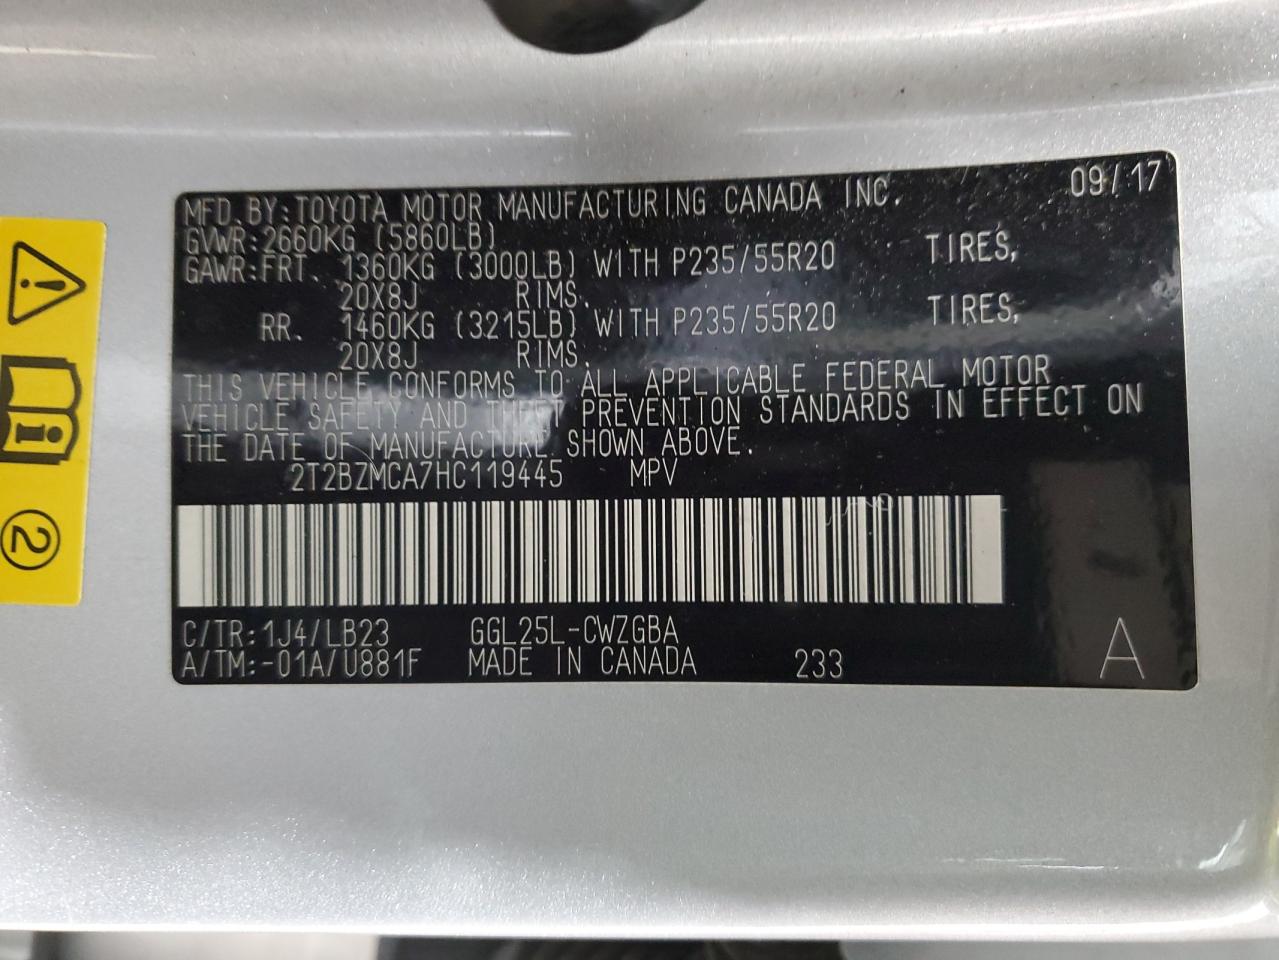 MFD. BY: TOYOTA MOTOR MANUFACTURING CANADA INC. 09/17
GVWR: 2660KG (5860LB)
GAWR: FRT. 1360KG (3000LB) WITH P235/55R20 TIRES,
20X8J RIMS.
RR. 1460KG (3215LB) WITH P235/55R20 TIRES,
20X8J RIMS.
THIS VEHICLE CONFORMS TO ALL APPLICABLE FEDERAL MOTOR
VEHICLE SAFETY AND THEFT PREVENTION STANDARDS IN EFFECT ON
THE DATE OF MANUFACTURE SHOWN ABOVE.
2T2BZMCA7HC119445 MPV
C/TR: 1J4/LB23 GGL25L-CWZGBA
A/TM: -01A/U881F MADE IN CANADA 233 A
2